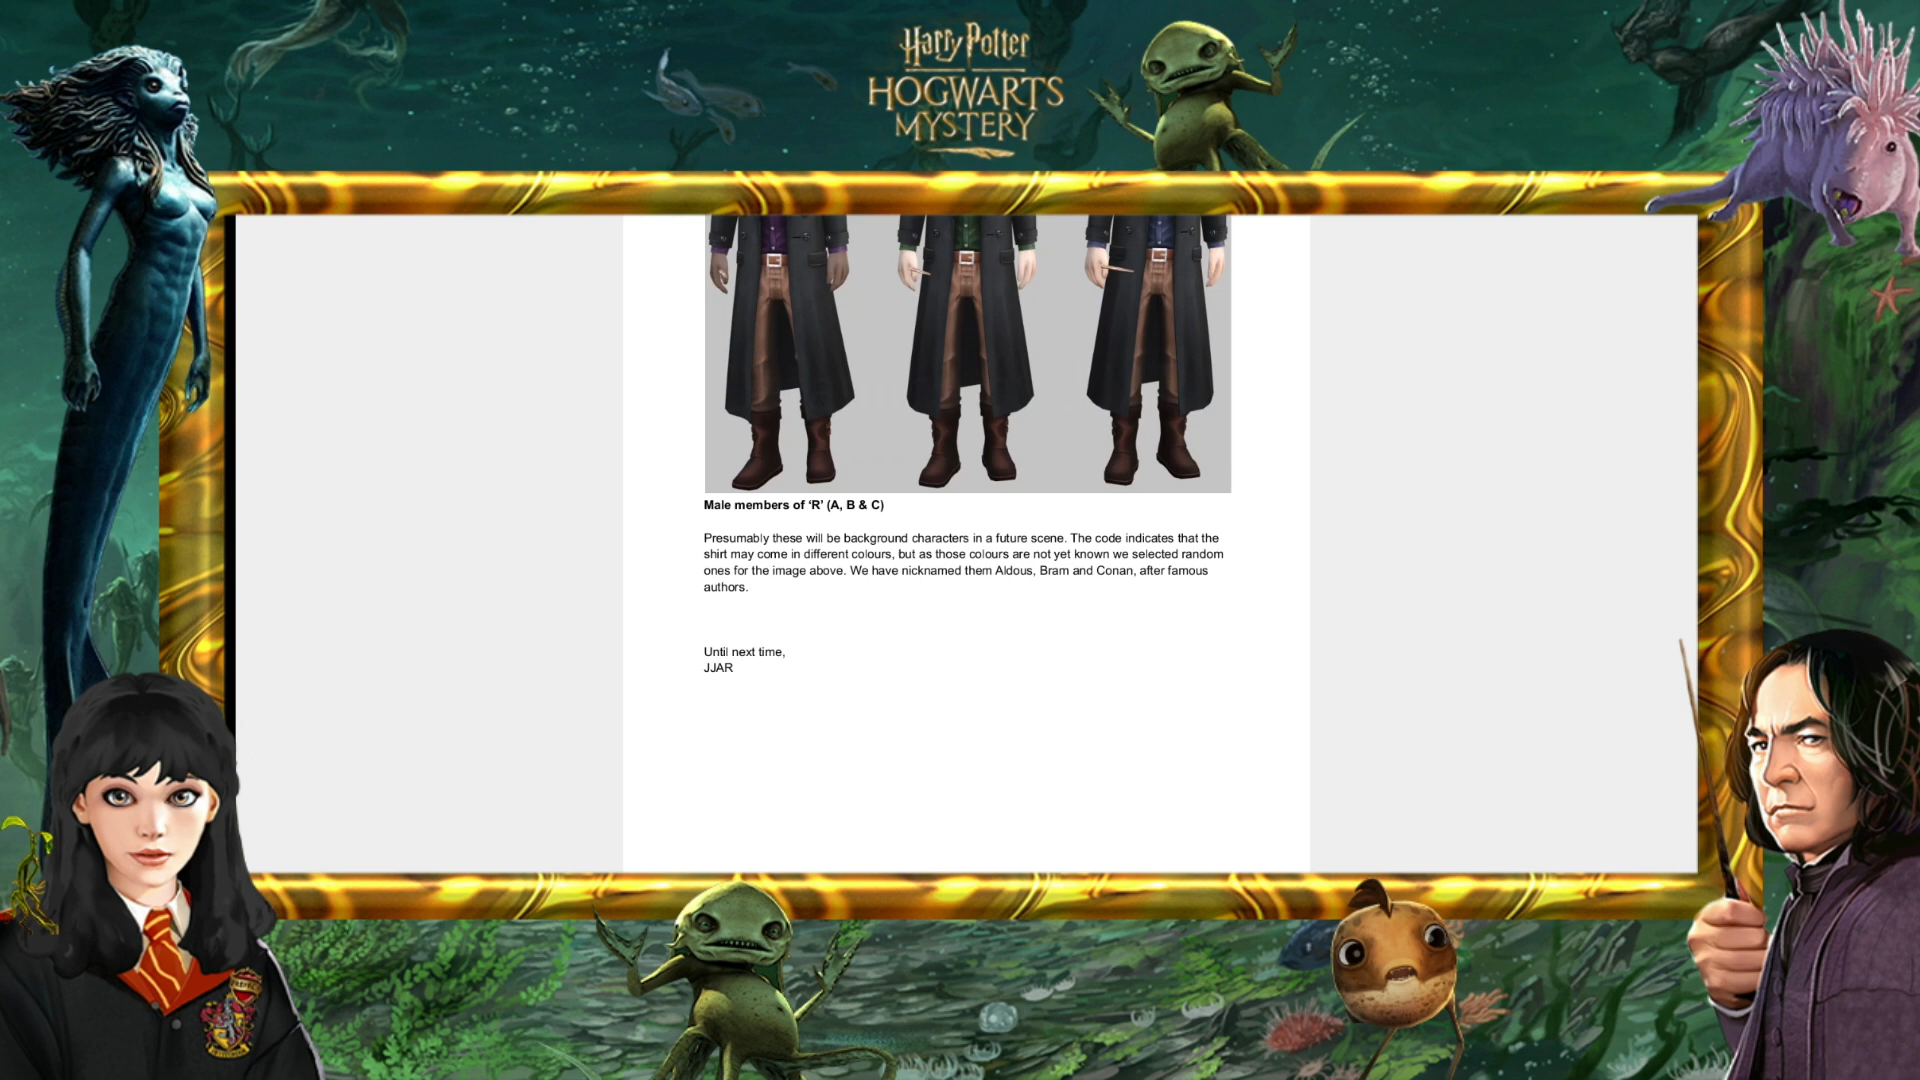 Harry Potter
HOGWARTS
MYSTERY
Male members of ‘R’ (A, B & C)
Presumably these will be background characters in a future scene. The code indicates that the
shirt may come in different colours, but as those colours are not yet known we selected random
ones for the image above. We have nicknamed them Aldous, Bram and Conan, after famous
authors.
Until next time,
JJAR
PREFECT